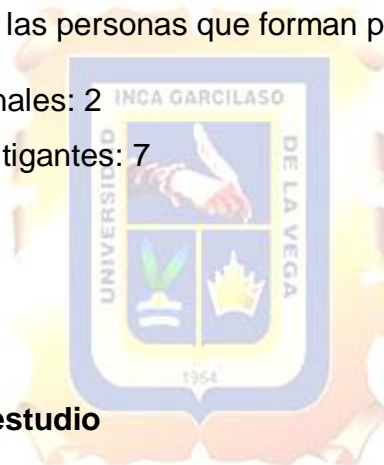 las personas que forman p
nales: 2
tigantes: 7
INCA GARCILASO
UNIVERSIDAD
DE LA VEGA
1964
estudio